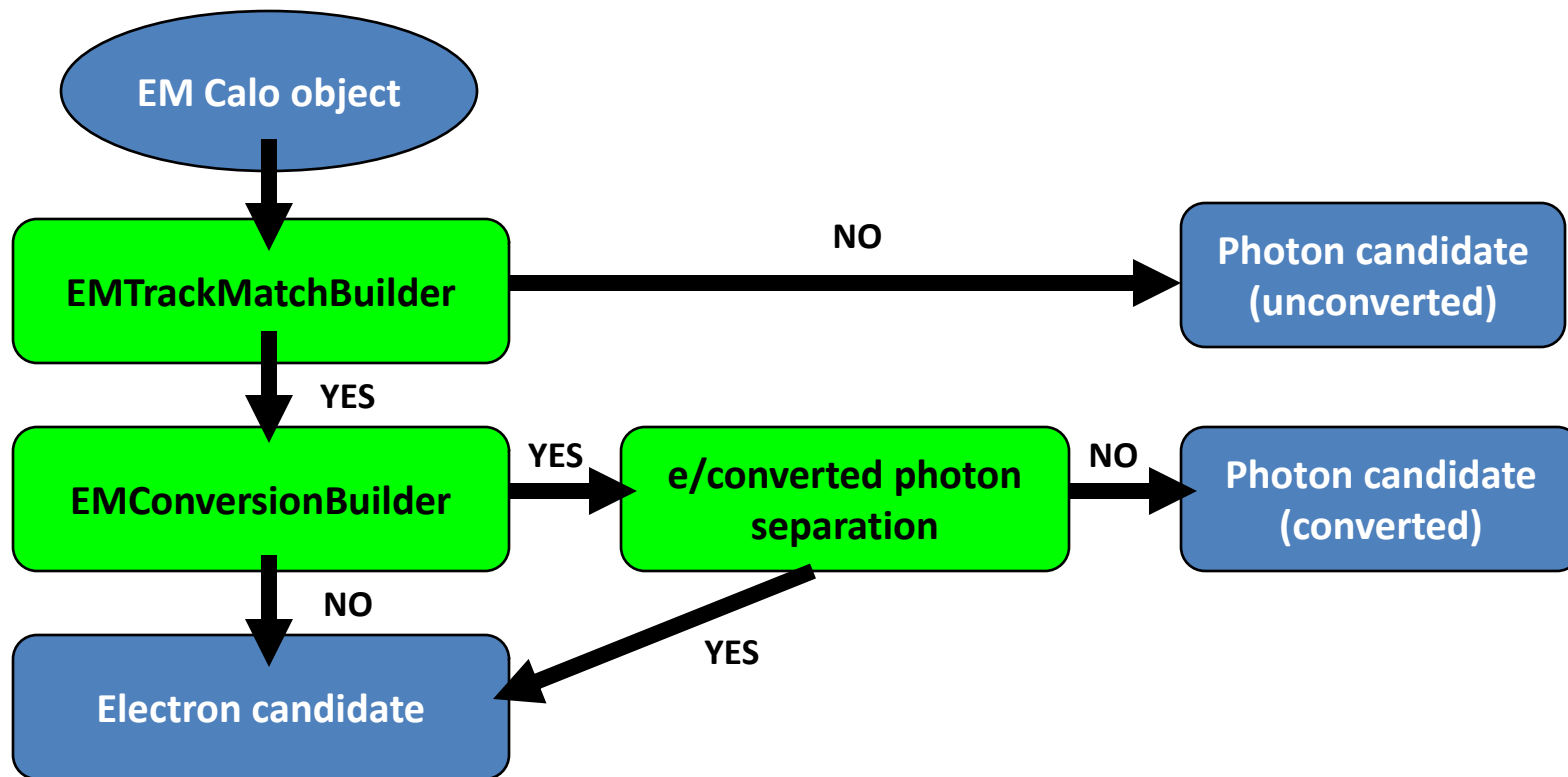 EM Calo object
NO
EMTrackMatchBuilder
Photon candidate
(unconverted)
YES
EMConversionBuilder
YES
e/converted photon
separation
NO
Photon candidate
(converted)
NO
YES
Electron candidate